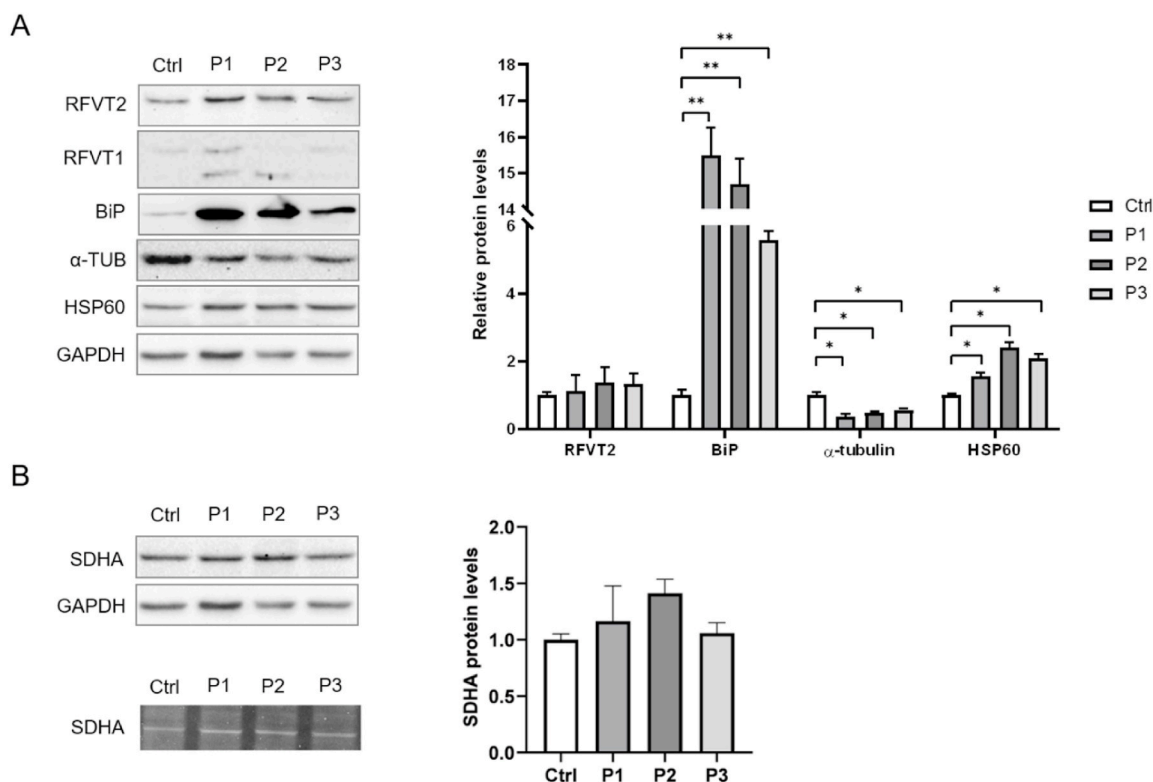 A
Ctrl P1 P2 P3
RFVT2
RFVT1
BiP
α-TUB
HSP60
GAPDH
Relative protein levels
18
17
16
15
14
6
4
2
0
** 
**
**
*
*
*
*
*
*
RFVT2 BiP α-tubulin HSP60
Ctrl
P1
P2
P3
B
Ctrl P1 P2 P3
SDHA
GAPDH
Ctrl P1 P2 P3
SDHA
SDHA protein levels
2.0
1.5
1.0
0.5
0.0
Ctrl P1 P2 P3